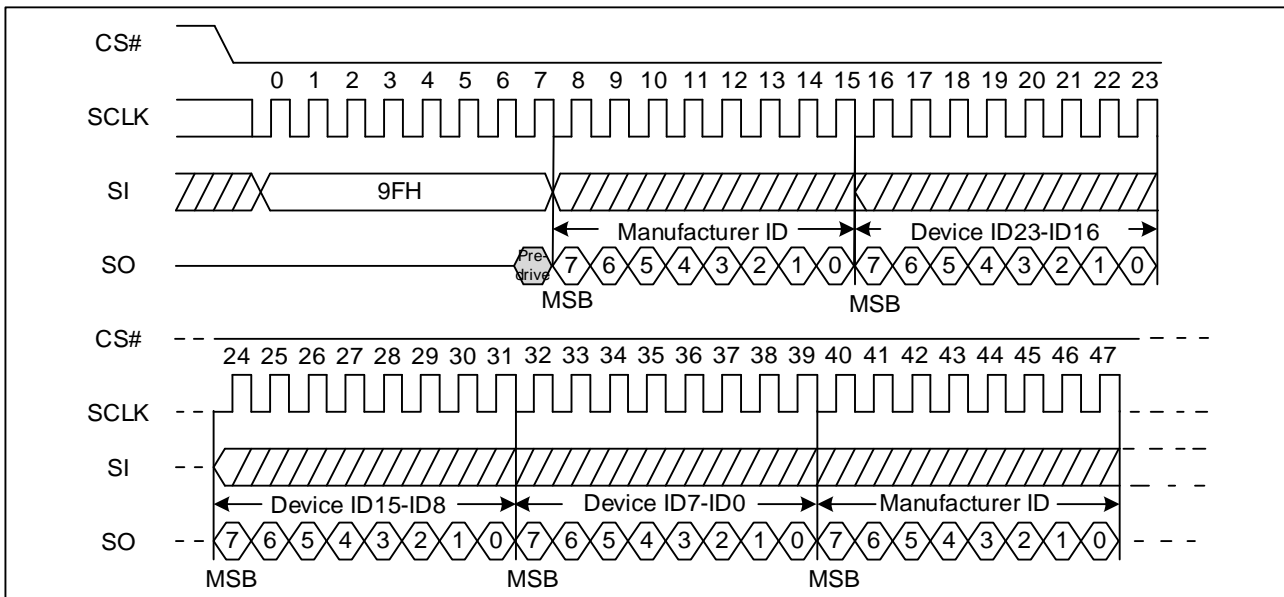 CS#
0 1 2 3 4 5 6 7 8 9 10 11 12 13 14 15 16 17 18 19 20 21 22 23
SCLK
SI 9FH
Manufacturer ID Device ID23-ID16
SO Pre-drive 7 6 5 4 3 2 1 0 7 6 5 4 3 2 1 0
MSB MSB
CS#
24 25 26 27 28 29 30 31 32 33 34 35 36 37 38 39 40 41 42 43 44 45 46 47
SCLK
SI
Device ID15-ID8 Device ID7-ID0 Manufacturer ID
SO 7 6 5 4 3 2 1 0 7 6 5 4 3 2 1 0 7 6 5 4 3 2 1 0
MSB MSB MSB